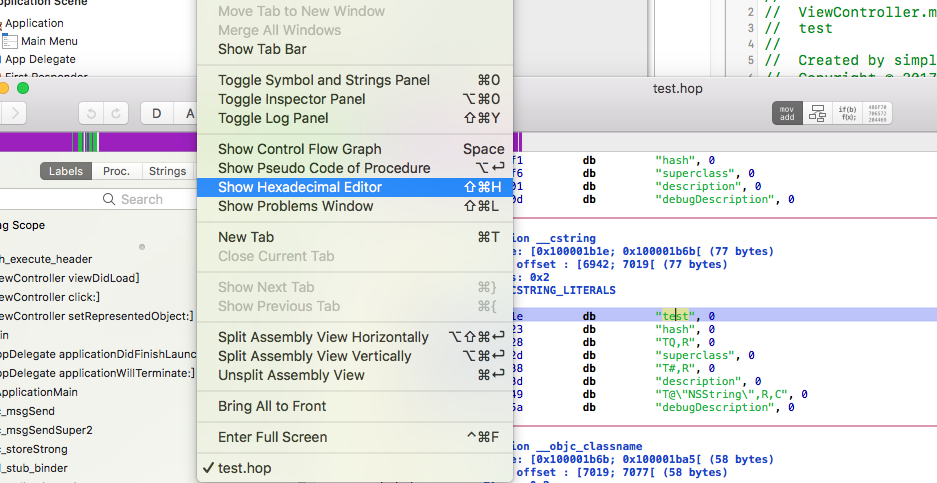 plication Scene
Application
Main Menu
App Delegate
First Responder
Move Tab to New Window
Merge All Windows
Show Tab Bar
Toggle Symbol and Strings Panel ⌘0
Toggle Inspector Panel ⌥⌘0
Toggle Log Panel ⇧⌘Y
Show Control Flow Graph Space
Show Pseudo Code of Procedure ⌥↩
Show Hexadecimal Editor ⇧⌘H
Show Problems Window ⇧⌘L
New Tab ⌘T
Close Current Tab
Show Next Tab ⌘}
Show Previous Tab ⌘{
Split Assembly View Horizontally ⌥⇧⌘↩
Split Assembly View Vertically ⌥⌘↩
Unsplit Assembly View ⌘↩
Bring All to Front
Enter Full Screen ^⌘F
✓ test.hop
2 // ViewController.m
3 // test
4 //
5 // Created by simpl
6 // Copyright © 2017
test.hop
D A
mov add
if(b) f(x);
Labels Proc. Strings
Search
ag Scope
h_execute_header
ewController viewDidLoad]
ewController click:]
ewController setRepresentedObject:]
in
ppDelegate applicationDidFinishLaunc
ppDelegate applicationWillTerminate:]
ApplicationMain
c_msgSend
c_msgSendSuper2
c_storeStrong
d_stub_binder
f1 db "hash", 0
f6 db "superclass", 0
01 db "description", 0
0d db "debugDescription", 0
ion __cstring
e: [0x100001b1e; 0x100001b6b[ (77 bytes)
offset : [6942; 7019[ (77 bytes)
s: 0x2
CSTRING_LITERALS
1e db "test", 0
23 db "hash", 0
28 db "TQ,R", 0
2d db "superclass", 0
38 db "T#,R", 0
3d db "description", 0
49 db "T@\"NSString\",R,C", 0
5a db "debugDescription", 0
ion __objc_classname
e: [0x100001b6b; 0x100001ba5[ (58 bytes)
offset : [7019; 7077[ (58 bytes)